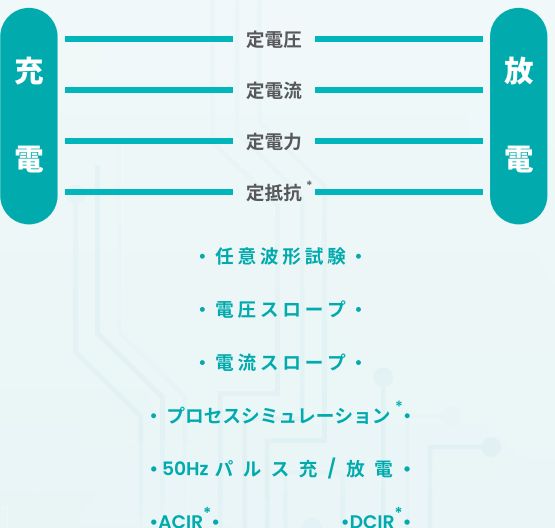 充電
放電
定電圧
定電流
定電力
定抵抗*
・任意波形試験・
・電圧スロープ・
・電流スロープ・
・プロセスシミュレーション*・
・50Hz パルス充/放電・
・ACIR*・ ・DCIR*・